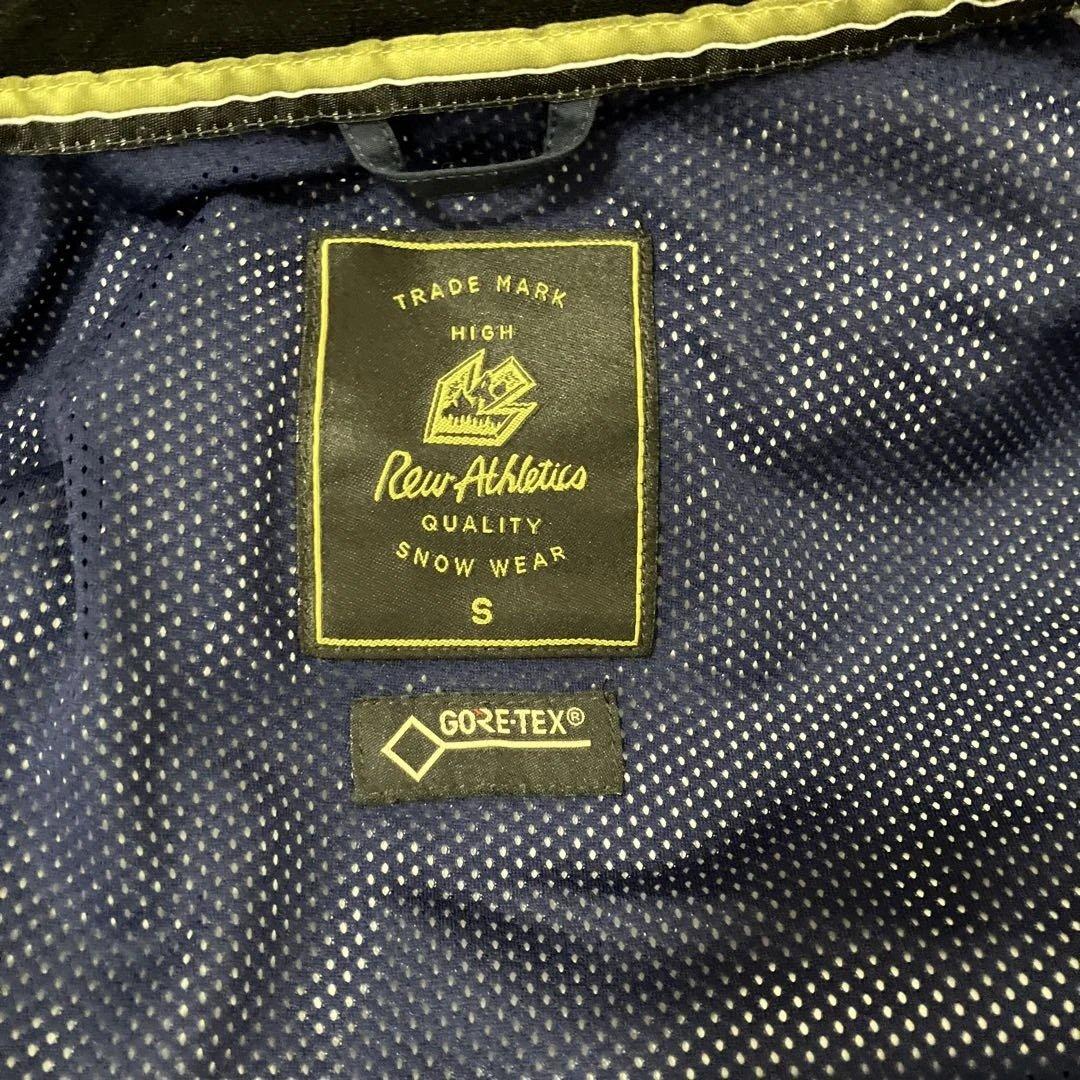 TRADE MARK
HIGH
Rew Athletics
QUALITY
SNOW WEAR
S
GORE-TEX®